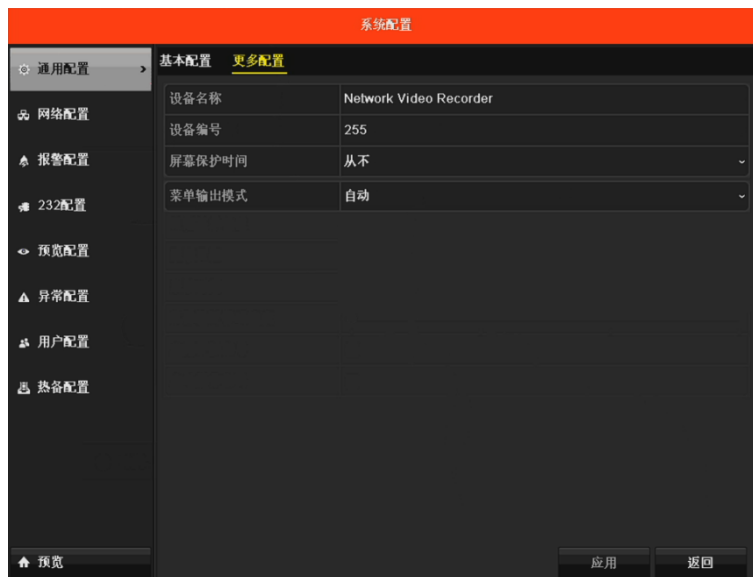 系统配置
通用配置
网络配置
报警配置
232配置
预览配置
异常配置
用户配置
热备配置
预览
基本配置 更多配置
设备名称 Network Video Recorder
设备编号 255
屏幕保护时间 从不
菜单输出模式 自动
应用 返回